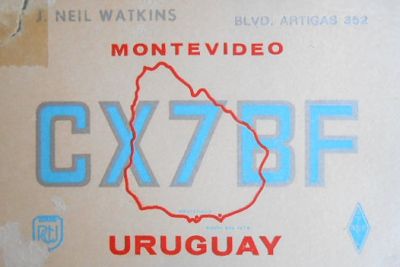 J. NEIL WATKINS
BLVD. ARTIGAS 852
MONTEVIDEO
CX7BF
URUGUAY